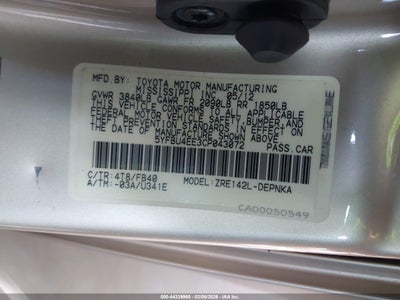 MFD. BY: TOYOTA MOTOR MANUFACTURING
MISSISSIPPI, INC. 05/12
GVWR 3840LB GAWR FR 2090LB RR 1850LB
THIS VEHICLE CONFORMS TO ALL APPLICABLE
FEDERAL MOTOR VEHICLE SAFETY, BUMPER, AND
THEFT PREVENTION STANDARDS IN EFFECT ON
THE DATE OF MANUFACTURE SHOWN ABOVE.
5YFBU4EE3CP043072 PASS CAR
C/TR:4T8/FB40
A/TM:-03A/U341E
MODEL:ZRE142L-DEPNKA
CA00050549